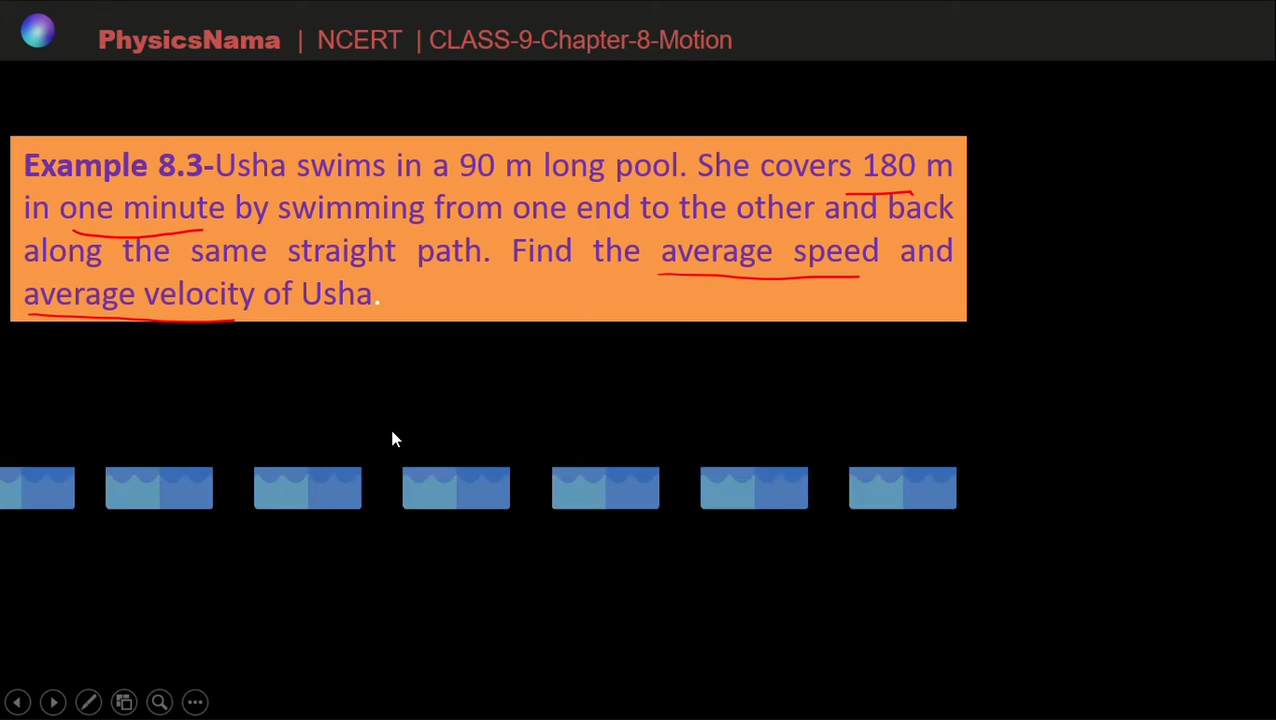 PhysicsNama | NCERT | CLASS-9-Chapter-8-Motion
Example 8.3-Usha swims in a 90 m long pool. She covers 180 m
in one minute by swimming from one end to the other and back
along the same straight path. Find the average speed and
average velocity of Usha.